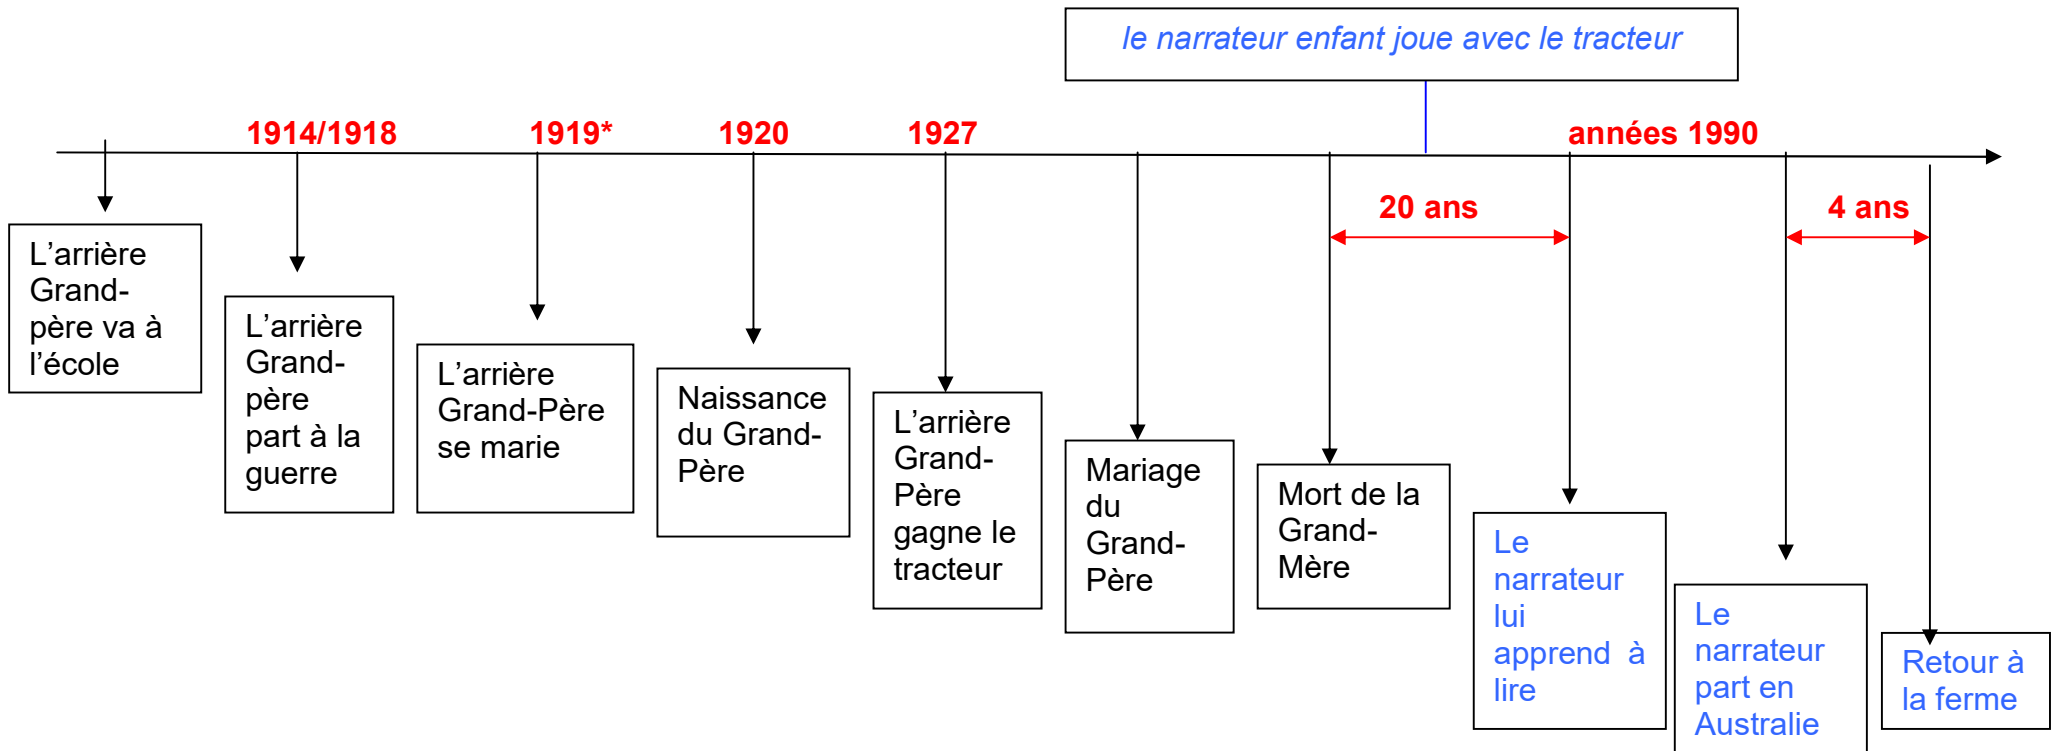 le narrateur enfant joue avec le tracteur
1914/1918
1919*
1920
1927
années 1990
20 ans
4 ans
L’arrière
Grand-
père va à
l’école
L’arrière
Grand-
père
part à la
guerre
L’arrière
Grand-Père
se marie
Naissance
du Grand-
Père
L’arrière
Grand-
Père
gagne le
tracteur
Mariage
du
Grand-
Père
Mort de la
Grand-
Mère
Le
narrateur
lui
apprend à
lire
Le
narrateur
part en
Australie
Retour à
la ferme